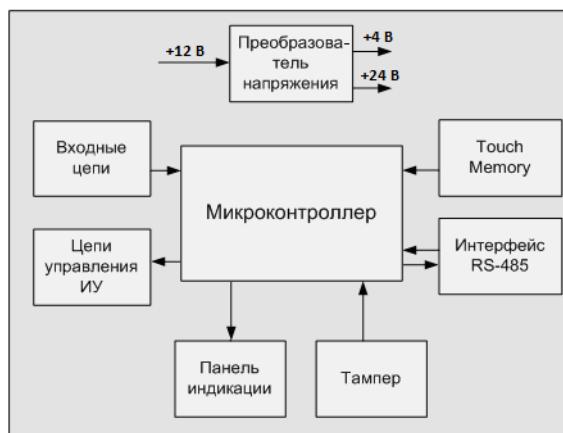 +12 В
Преобразова-
тель
напряжения
+4 В
+24 В
Входные
цепи
Touch
Memory
Микроконтроллер
Цепи
управления
ИУ
Интерфейс
RS-485
Панель
индикации
Тампер